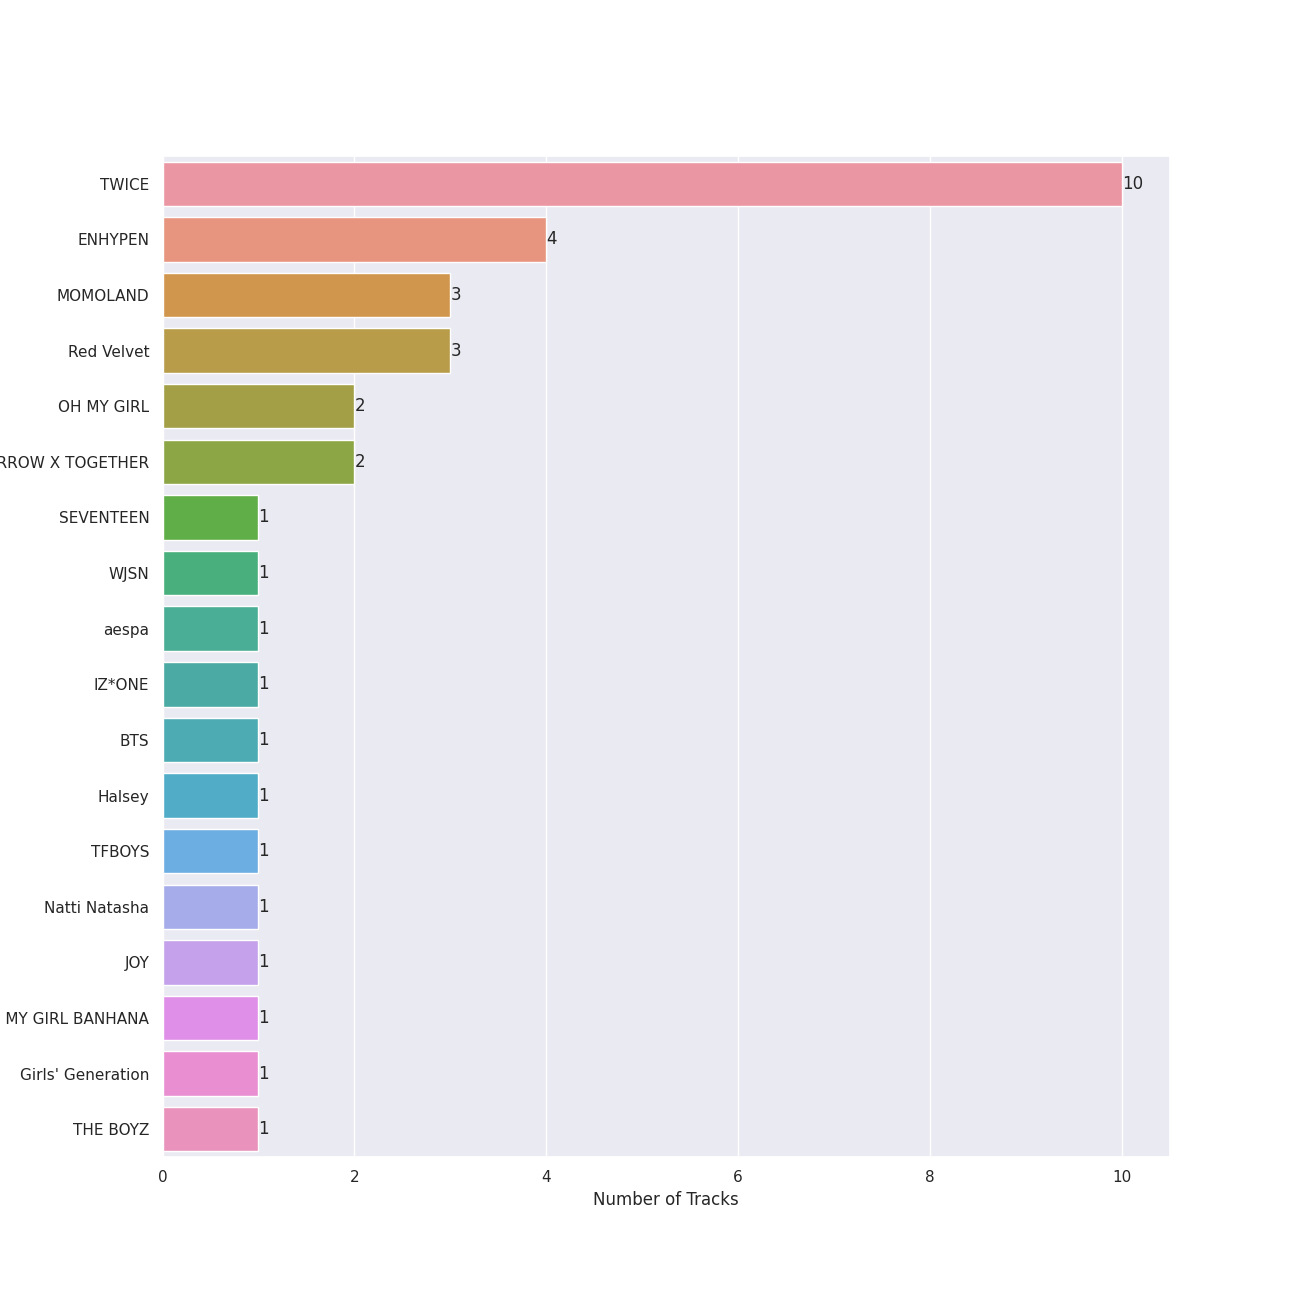 TWICE 10
ENHYPEN 4
MOMOLAND 3
Red Velvet 3
OH MY GIRL 2
RROW X TOGETHER 2
SEVENTEEN 1
WJSN 1
aespa 1
IZ*ONE 1
BTS 1
Halsey 1
TFBOYS 1
Natti Natasha 1
JOY 1
MY GIRL BANHANA 1
Girls' Generation 1
THE BOYZ 1
0 2 4 6 8 10
Number of Tracks